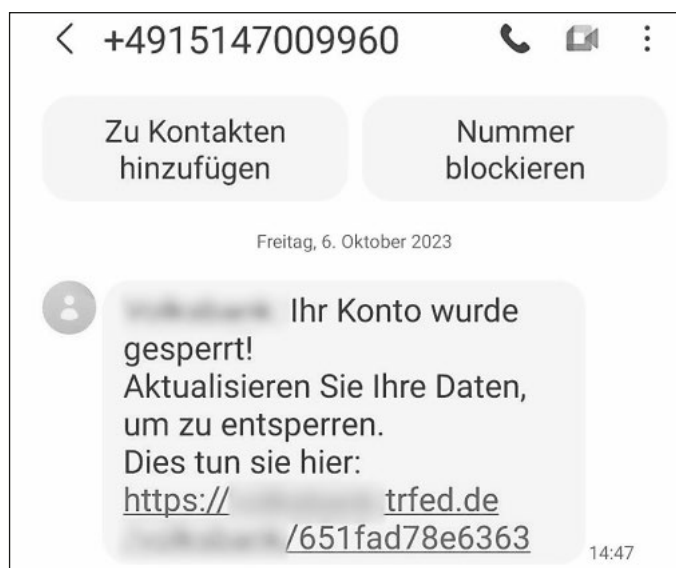 +4915147009960
Zu Kontakten
hinzufügen
Nummer
blockieren
Freitag, 6. Oktober 2023
Ihr Konto wurde
gesperrt!
Aktualisieren Sie Ihre Daten,
um zu entsperren.
Dies tun sie hier:
https:// trfed.de
/651fad78e6363
14:47